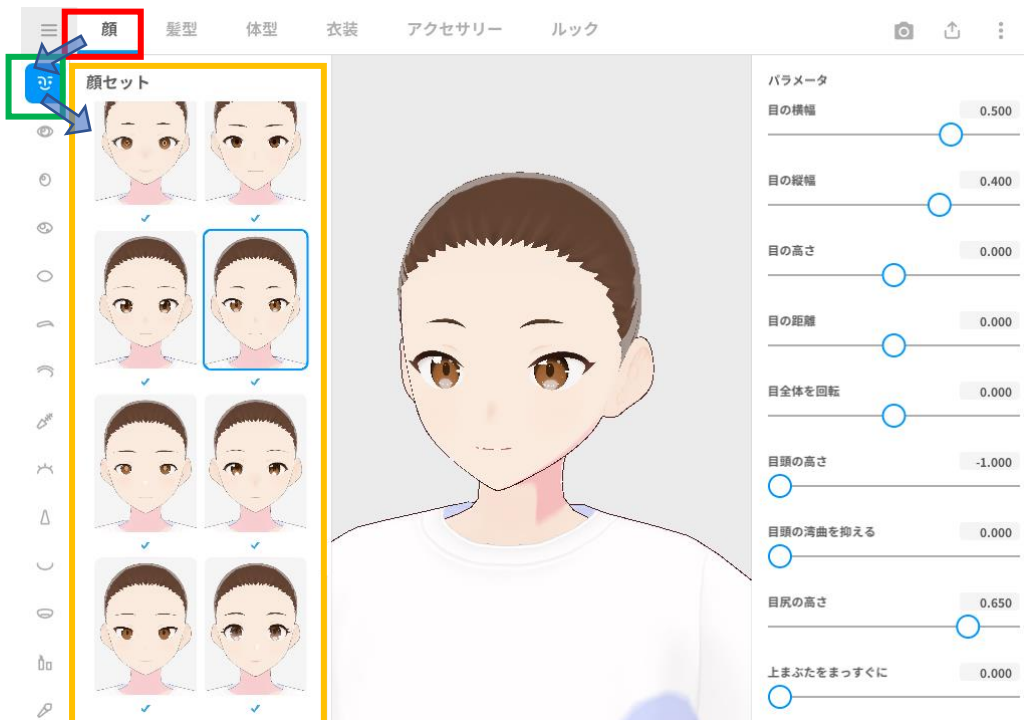 顔
髪型
体型
衣装
アクセサリー
ルック
顔セット
パラメータ
目の横幅 0.500
目の縦幅 0.400
目の高さ 0.000
目の距離 0.000
目全体を回転 0.000
目頭の高さ -1.000
目頭の湾曲を抑える 0.000
目尻の高さ 0.650
上まぶたをまっすぐに 0.000